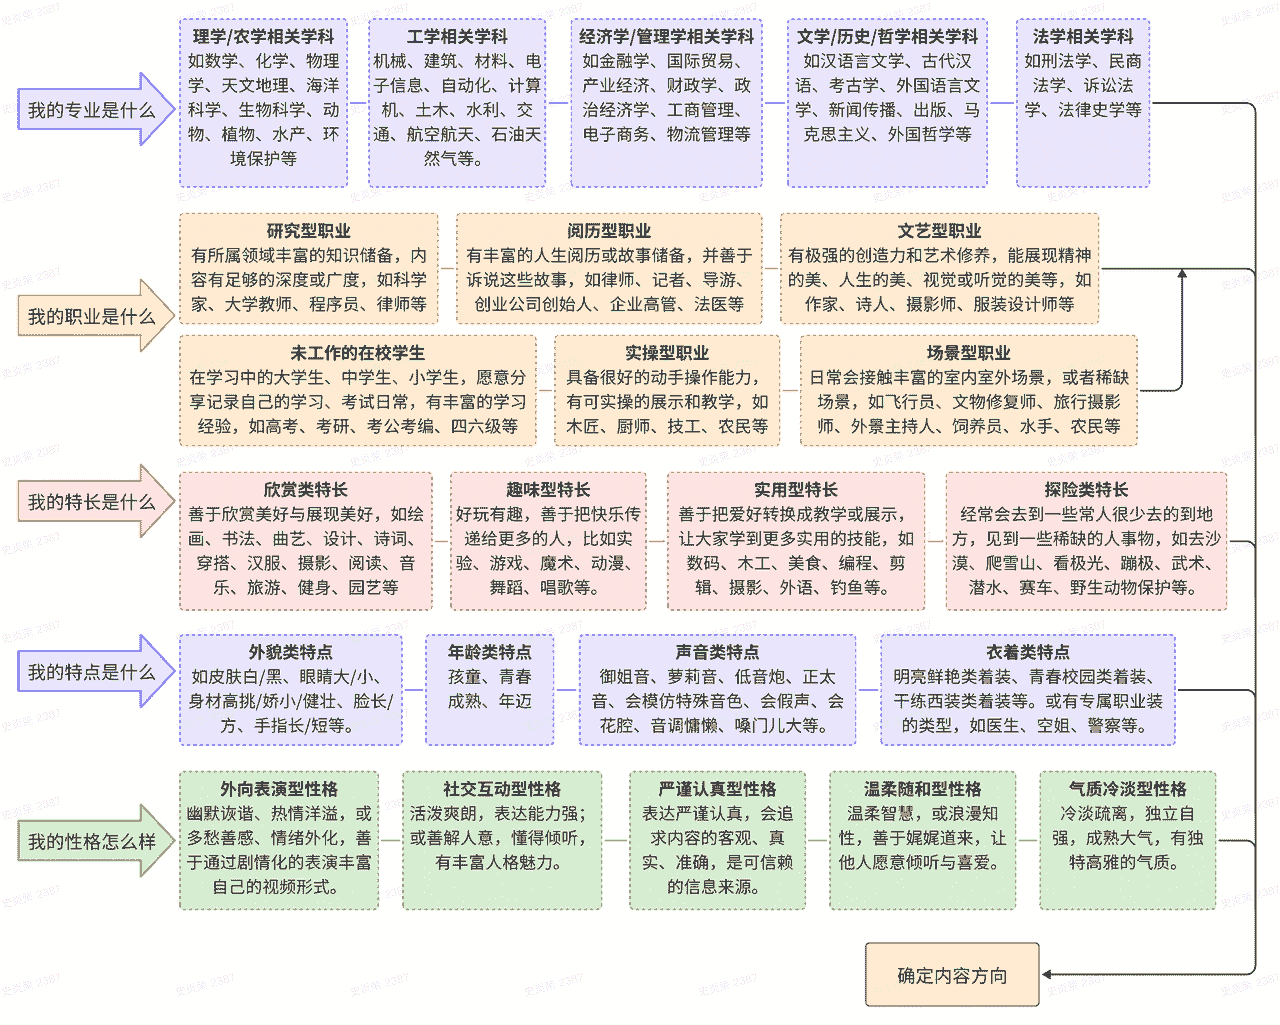 我的专业是什么
理学/农学相关学科
如数学、化学、物理
学、天文地理、海洋
科学、生物科学、动
物、植物、水产、环
境保护等
工学相关学科
机械、建筑、材料、电
子信息、自动化、计算
机、土木、水利、交
通、航空航天、石油天
然气等。
经济学/管理学相关学科
如金融学、国际贸易、
产业经济、财政学、政
治经济学、工商管理、
电子商务、物流管理等
文学/历史/哲学相关学科
如汉语言文学、古代汉
语、考古学、外国语言文
学、新闻传播、出版、马
克思主义、外国哲学等
法学相关学科
如刑法学、民商
法学、诉讼法
学、法律史学等
我的职业是什么
研究型职业
有所属领域丰富的知识储备，内
容有足够的深度或广度，如科学
家、大学教师、程序员、律师等
阅历型职业
有丰富的人生阅历或故事储备，并善于
诉说这些故事，如律师、记者、导游、
创业公司创始人、企业高管、法医等
文艺型职业
有极强的创造力和艺术修养，能展现精神
的美、人生的美、视觉或听觉的美等，如
作家、诗人、摄影师、服装设计师等
未工作的在校学生
在学习中的大学生、中学生、小学生，愿意分
享记录自己的学习、考试日常，有丰富的学习
经验，如高考、考研、考公考编、四六级等
实操型职业
具备很好的动手操作能力，
有可实操的展示和教学，如
木匠、厨师、技工、农民等
场景型职业
日常会接触丰富的室内室外场景，或者稀缺
场景，如飞行员、文物修复师、旅行摄影
师、外景主持人、饲养员、水手、农民等
我的特长是什么
欣赏类特长
善于欣赏美好与展现美好，如绘
画、书法、曲艺、设计、诗词、
穿搭、汉服、摄影、阅读、音
乐、旅游、健身、园艺等
趣味型特长
好玩有趣，善于把快乐传
递给更多的人，比如实
验、游戏、魔术、动漫、
舞蹈、唱歌等。
实用型特长
善于把爱好转换成教学或展示，
让大家学到更多实用的技能，如
数码、木工、美食、编程、剪
辑、摄影、外语、钓鱼等。
探险类特长
经常会去到一些常人很少去的到地
方，见到一些稀缺的人事物，如去沙
漠、爬雪山、看极光、蹦极、武术、
潜水、赛车、野生动物保护等。
我的特点是什么
外貌类特点
如皮肤白/黑、眼睛大/小、
身材高挑/娇小/健壮、脸长/
方、手指长/短等。
年龄类特点
孩童、青春
成熟、年迈
声音类特点
御姐音、萝莉音、低音炮、正太
音、会模仿特殊音色、会假声、会
花腔、音调慵懒、嗓门儿大等。
衣着类特点
明亮鲜艳类着装、青春校园类着装、
干练西装类着装等。或有专属职业装
的类型，如医生、空姐、警察等。
我的性格怎么样
外向表演型性格
幽默诙谐、热情洋溢，或
多愁善感、情绪外化，善
于通过剧情化的表演丰富
自己的视频形式。
社交互动型性格
活泼爽朗，表达能力强；
或善解人意，懂得倾听，
有丰富人格魅力。
严谨认真型性格
表达严谨认真，会追
求内容的客观、真
实、准确，是可信赖
的信息来源。
温柔随和型性格
温柔智慧，或浪漫知
性，善于娓娓道来，让
他人愿意倾听与喜爱。
气质冷淡型性格
冷淡疏离，独立自
强，成熟大气，有独
特高雅的气质。
确定内容方向